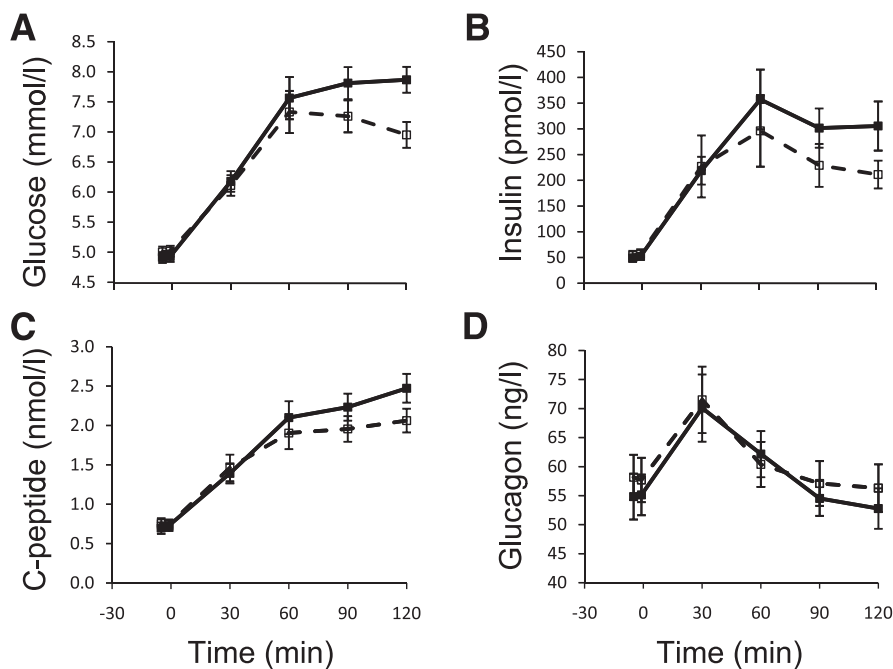 A
Glucose (mmol/l)
8.5
8.0
7.5
7.0
6.5
6.0
5.5
5.0
4.5
B
Insulin (pmol/l)
450
400
350
300
250
200
150
100
50
0
C
C-peptide (nmol/l)
3.0
2.5
2.0
1.5
1.0
0.5
0.0
-30 0 30 60 90 120
Time (min)
D
Glucagon (ng/l)
80
75
70
65
60
55
50
45
40
-30 0 30 60 90 120
Time (min)